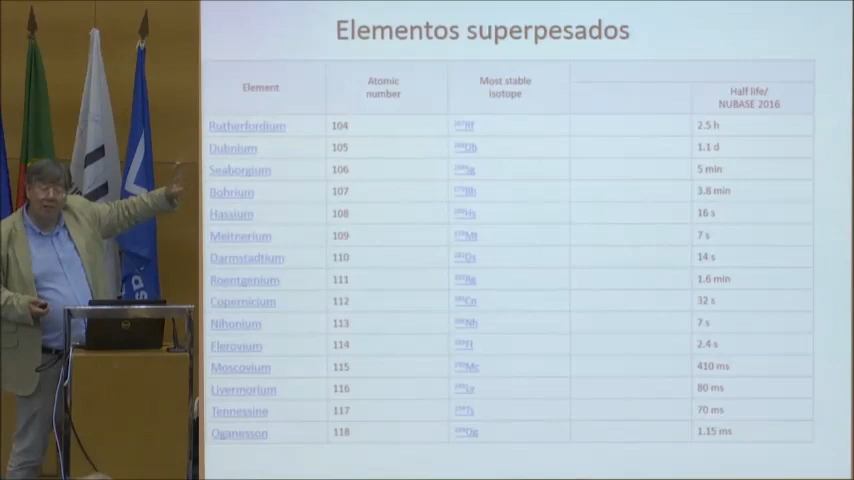 Elementos superpesados
Element Atomic number Most stable isotope Half life/ NUBASE 2016
Rutherfordium 104 2.5 h
Dubnium 105 1.1 d
Seaborgium 106 5 min
Bohrium 107 3.8 min
Hassium 108 16 s
Meitnerium 109 7 s
Darmstadtium 110 14 s
Roentgenium 111 1.6 min
Copernicium 112 32 s
Nihonium 113 7 s
Flerovium 114 2.4 s
Moscovium 115 410 ms
Livermorium 116 80 ms
Tennessine 117 70 ms
Oganesson 118 1.15 ms